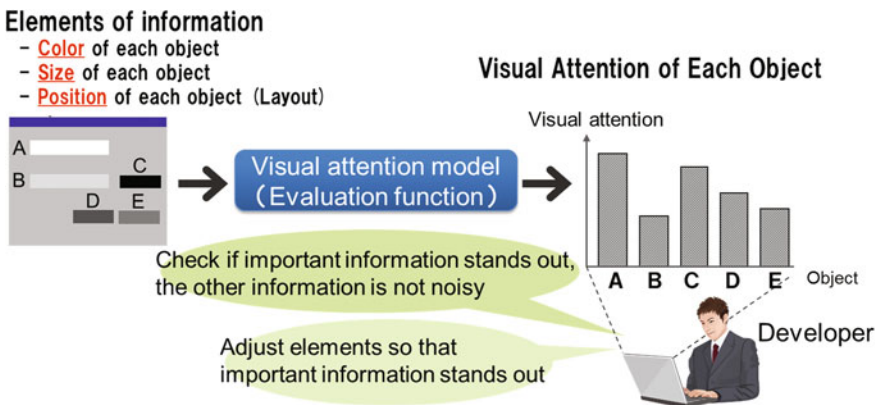 Elements of information
- Color of each object
- Size of each object
- Position of each object (Layout)
A
B
C
D E
Visual attention model
(Evaluation function)
Visual Attention of Each Object
Visual attention
A B C D E Object
Check if important information stands out,
the other information is not noisy
Adjust elements so that
important information stands out
Developer